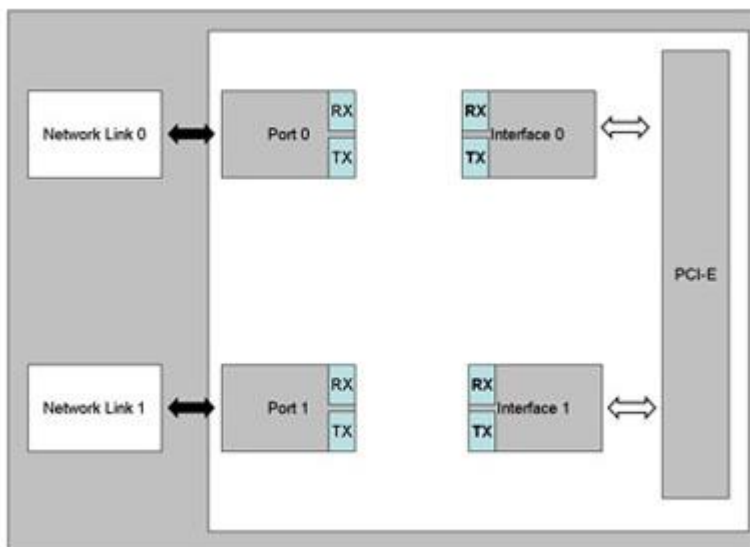 Network Link 0
Port 0
RX
TX
RX
TX
Interface 0
PCI-E
Network Link 1
Port 1
RX
TX
RX
TX
Interface 1